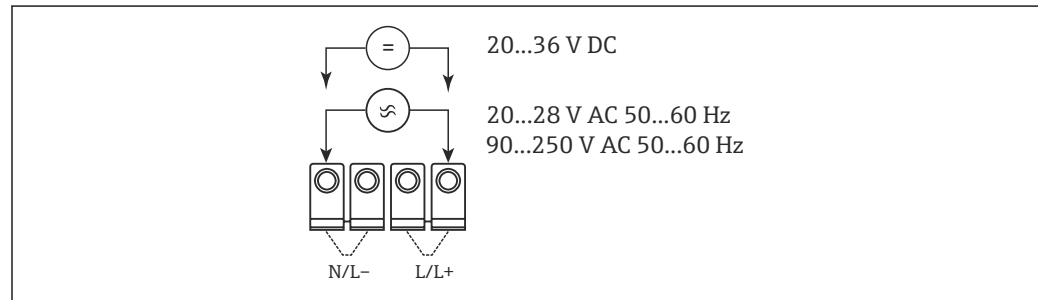 =
20...36 V DC
≈
20...28 V AC 50...60 Hz
90...250 V AC 50...60 Hz
N/L− L/L+